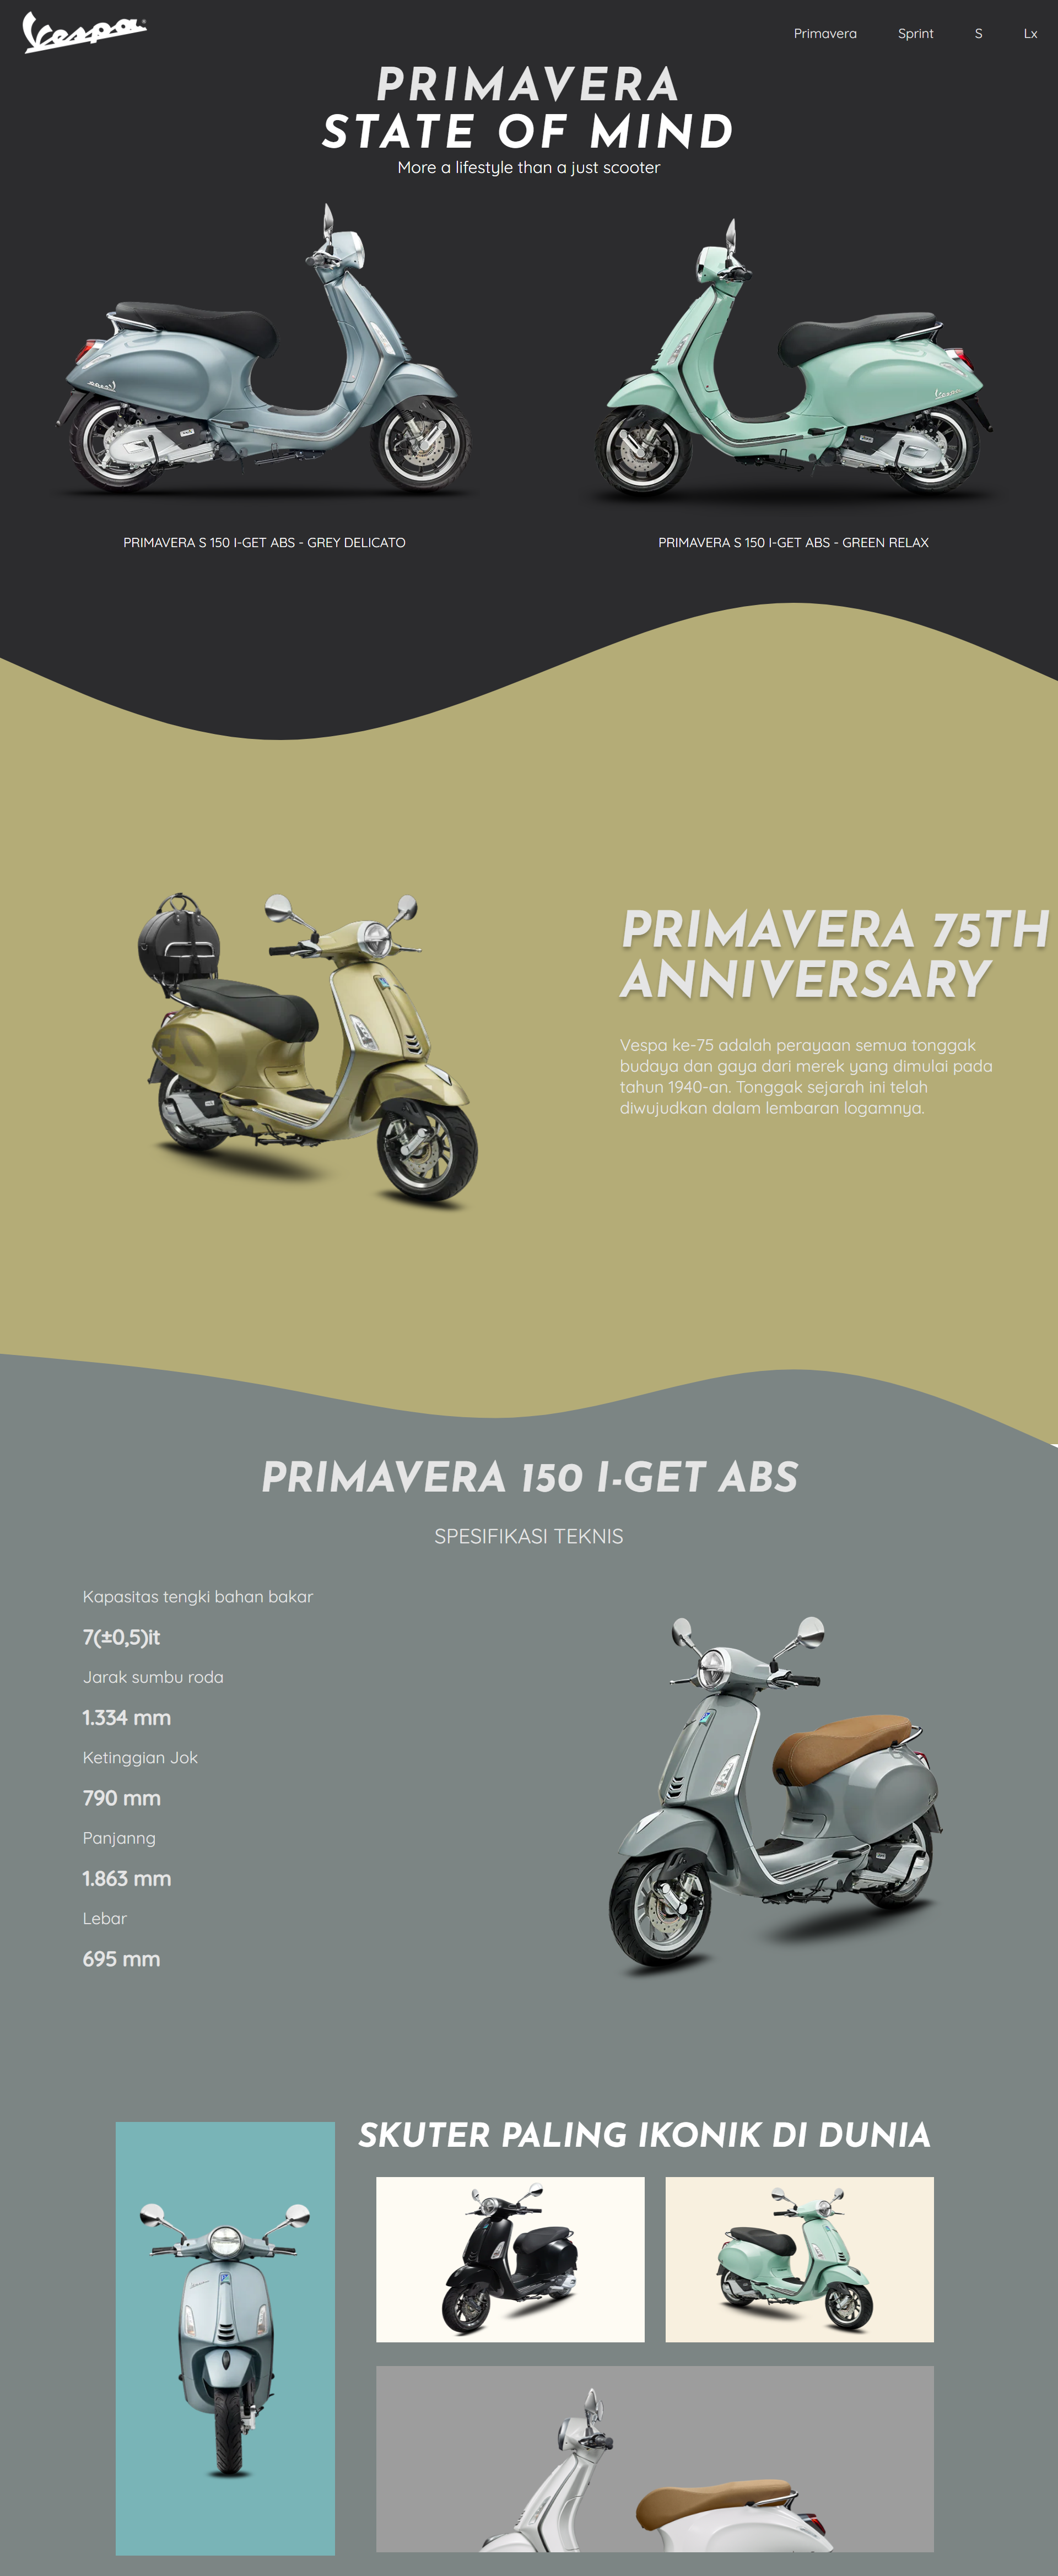 Vespa
Primavera Sprint S Lx
PRIMAVERA
STATE OF MIND
More a lifestyle than a just scooter
PRIMAVERA S 150 I-GET ABS - GREY DELICATO
PRIMAVERA S 150 I-GET ABS - GREEN RELAX
PRIMAVERA 75TH
ANNIVERSARY
Vespa ke-75 adalah perayaan semua tonggak
budaya dan gaya dari merek yang dimulai pada
tahun 1940-an. Tonggak sejarah ini telah
diwujudkan dalam lembaran logamnya.
PRIMAVERA 150 I-GET ABS
SPESIFIKASI TEKNIS
Kapasitas tengki bahan bakar
7(±0,5)it
Jarak sumbu roda
1.334 mm
Ketinggian Jok
790 mm
Panjanng
1.863 mm
Lebar
695 mm
SKUTER PALING IKONIK DI DUNIA